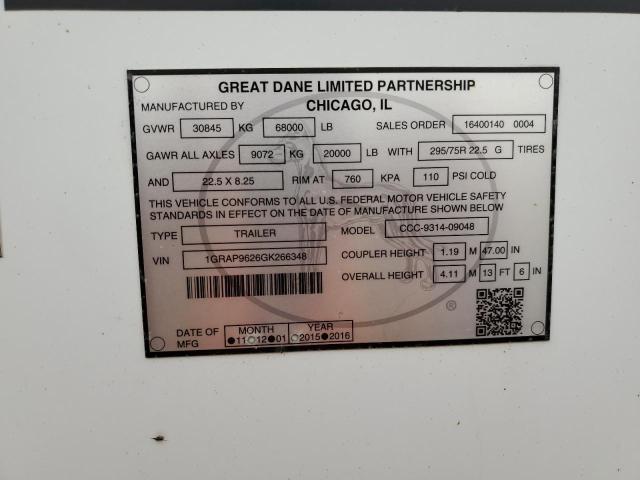 GREAT DANE LIMITED PARTNERSHIP
MANUFACTURED BY CHICAGO, IL
GVWR 30845 KG 68000 LB SALES ORDER 16400140 0004
GAWR ALL AXLES 9072 KG 20000 LB WITH 295/75R 22.5 G TIRES
AND 22.5 X 8.25 RIM AT 760 KPA 110 PSI COLD
THIS VEHICLE CONFORMS TO ALL U.S. FEDERAL MOTOR VEHICLE SAFETY
STANDARDS IN EFFECT ON THE DATE OF MANUFACTURE SHOWN BELOW
TYPE TRAILER MODEL CCC-9314-09048
VIN 1GRAP9626GK266348 COUPLER HEIGHT 1.19 M 47.00 IN
OVERALL HEIGHT 4.11 M 13 FT 6 IN
®
DATE OF MFG MONTH YEAR
●11○12●01 ○2015●2016